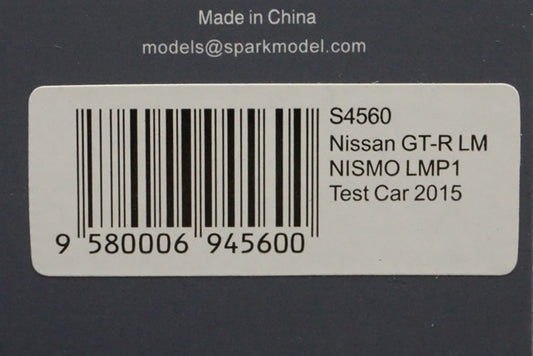 Made in China
models@sparkmodel.com
S4560
Nissan GT-R LM
NISMO LMP1
Test Car 2015
9 580006 945600